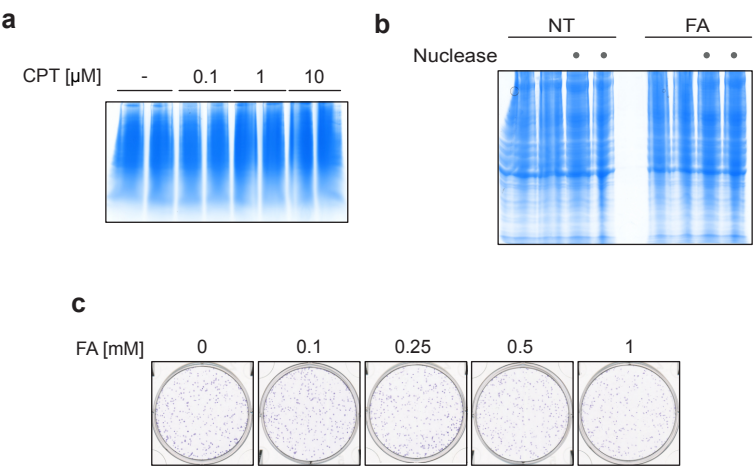 a
CPT [µM] - 0.1 1 10
b
NT FA
Nuclease • • • •
c
FA [mM] 0 0.1 0.25 0.5 1